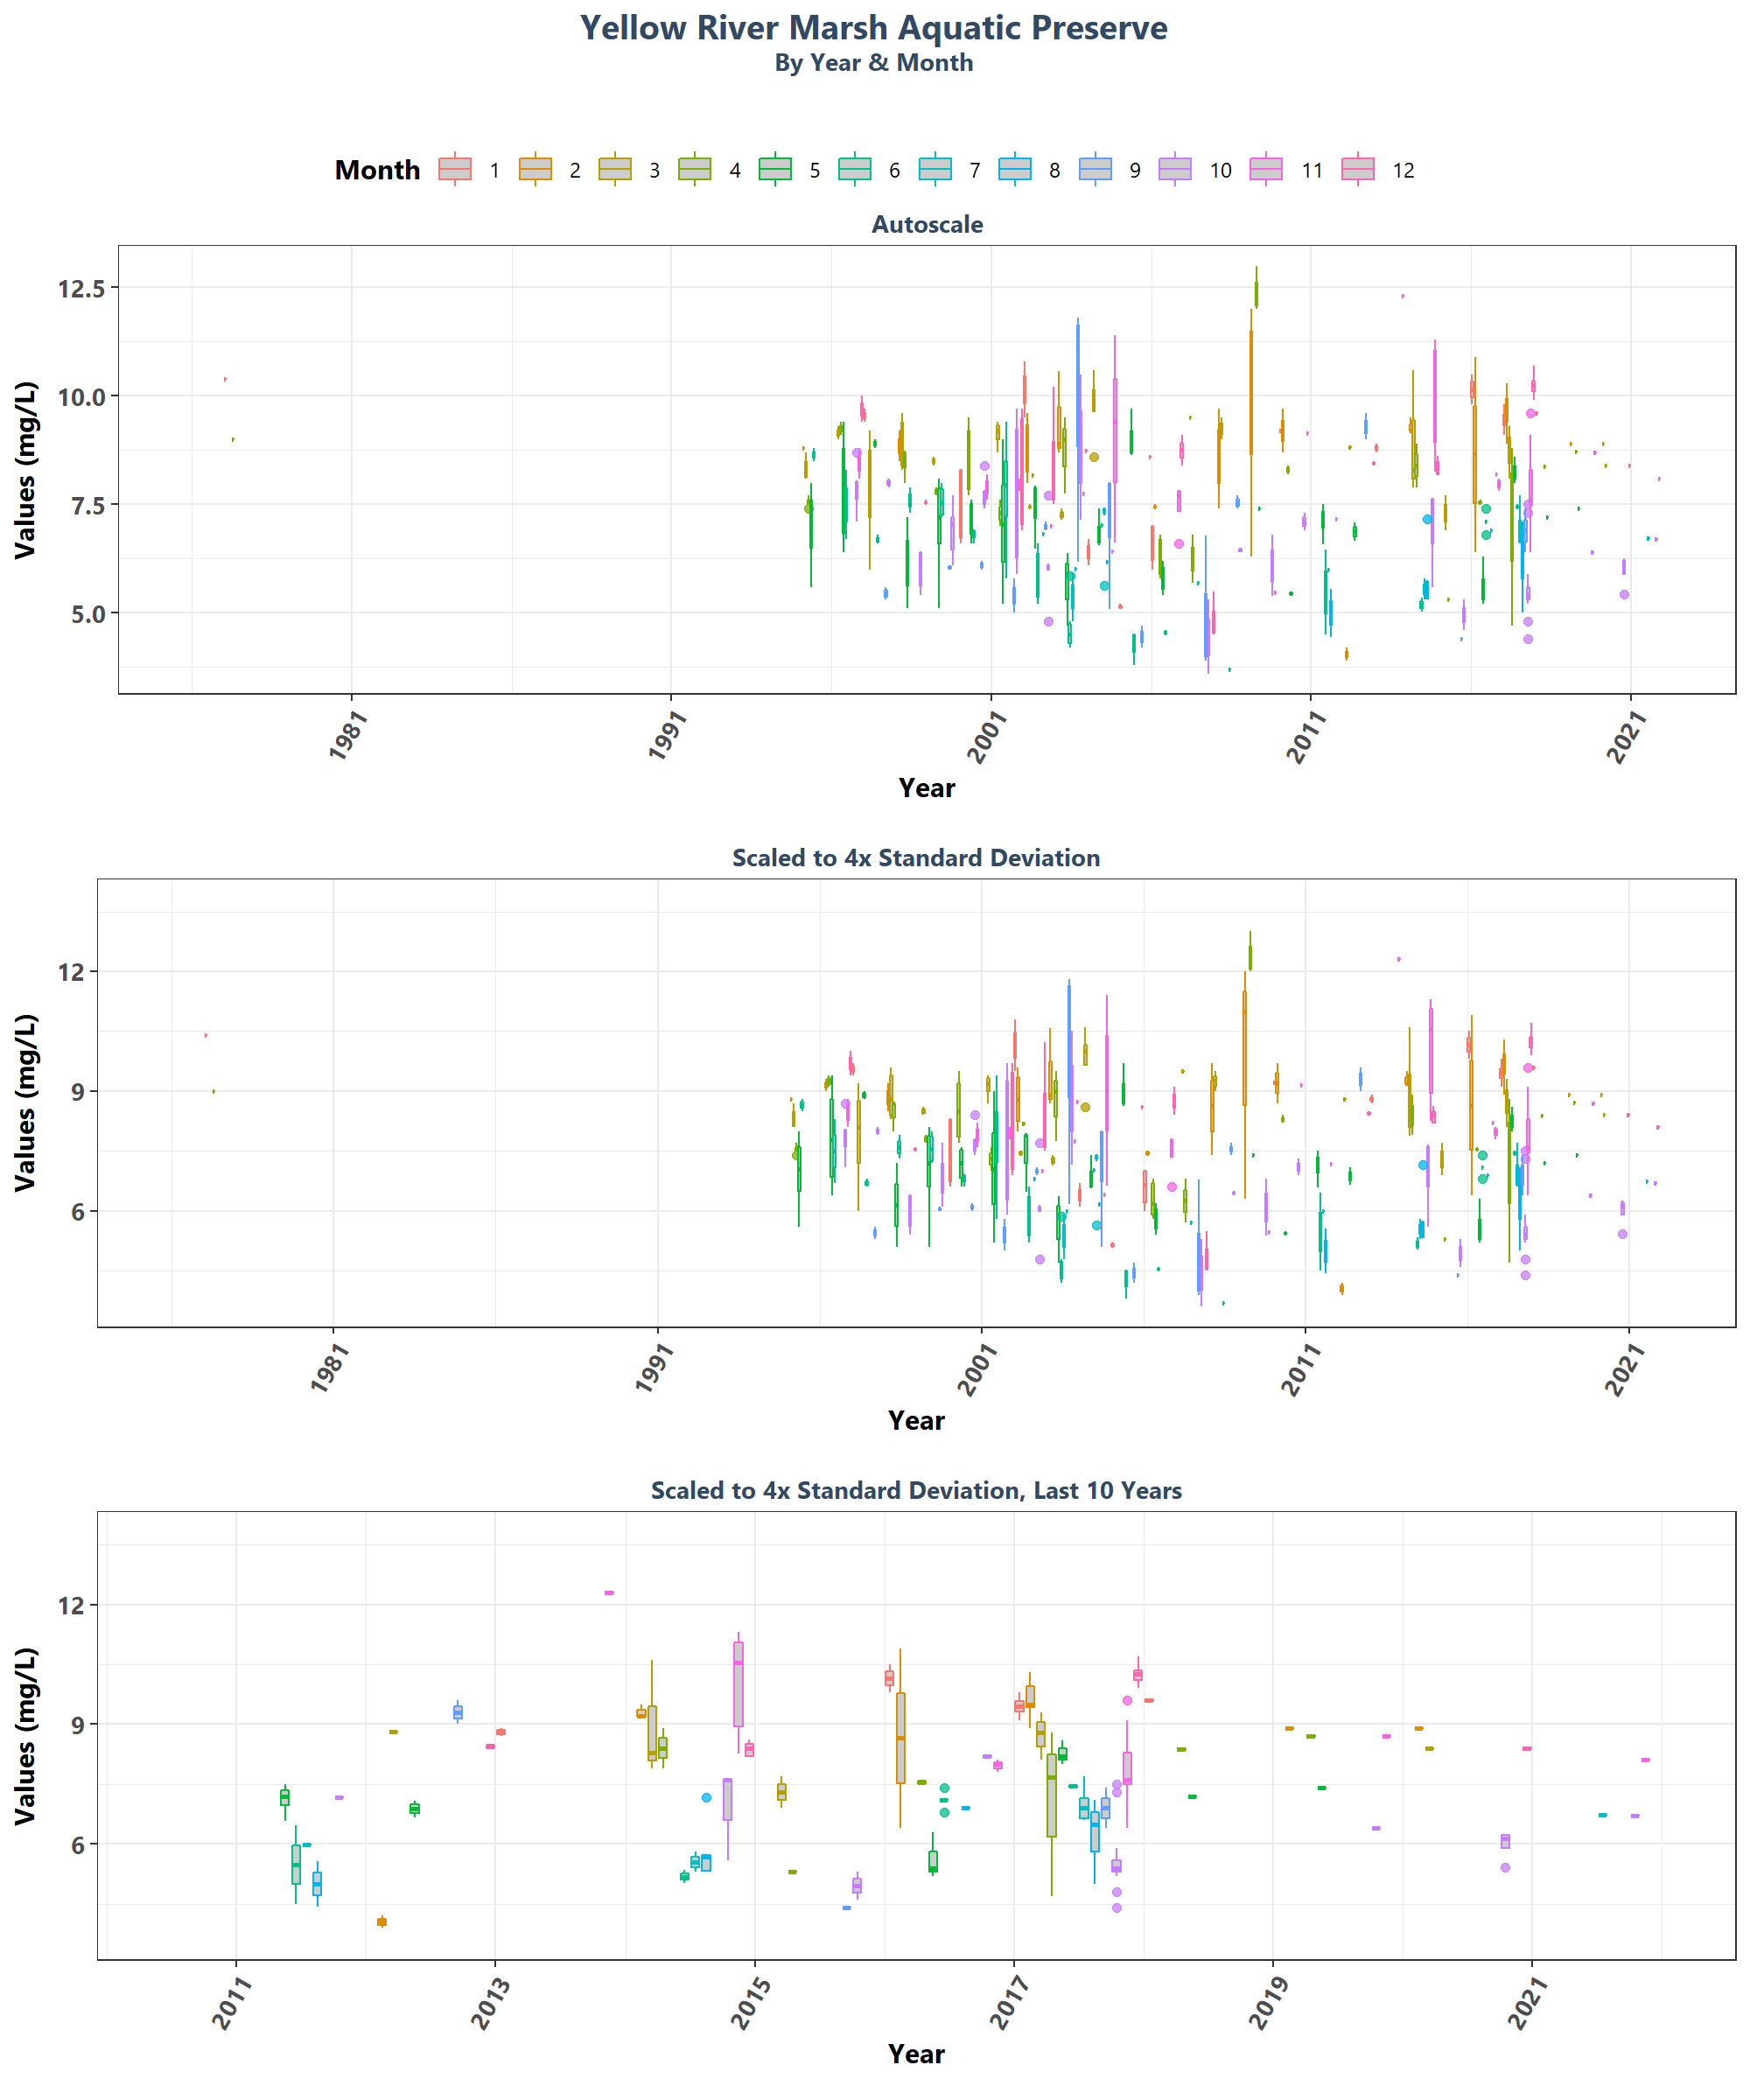 Yellow River Marsh Aquatic Preserve
By Year & Month
Month 1 2 3 4 5 6 7 8 9 10 11 12
Autoscale
Values (mg/L)
12.5
10.0
7.5
5.0
1981 1991 2001 2011 2021
Year
Scaled to 4x Standard Deviation
Values (mg/L)
12
9
6
1981 1991 2001 2011 2021
Year
Scaled to 4x Standard Deviation, Last 10 Years
Values (mg/L)
12
9
6
2011 2013 2015 2017 2019 2021
Year